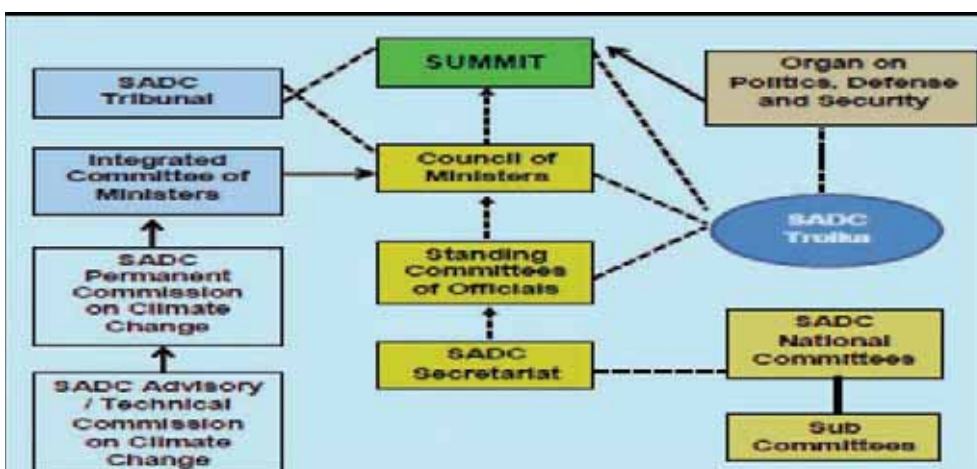 SUMMIT
SADC
Tribunal
Organ on
Politics, Defense
and Security
Integrated
Committee of
Ministers
Council of
Ministers
SADC
Troika
SADC
Permanent
Commission
on Climate
Change
Standing
Committees
of Officials
SADC
National
Committees
SADC
Secretariat
SADC Advisory
/ Technical
Commission
on Climate
Change
Sub
Committees